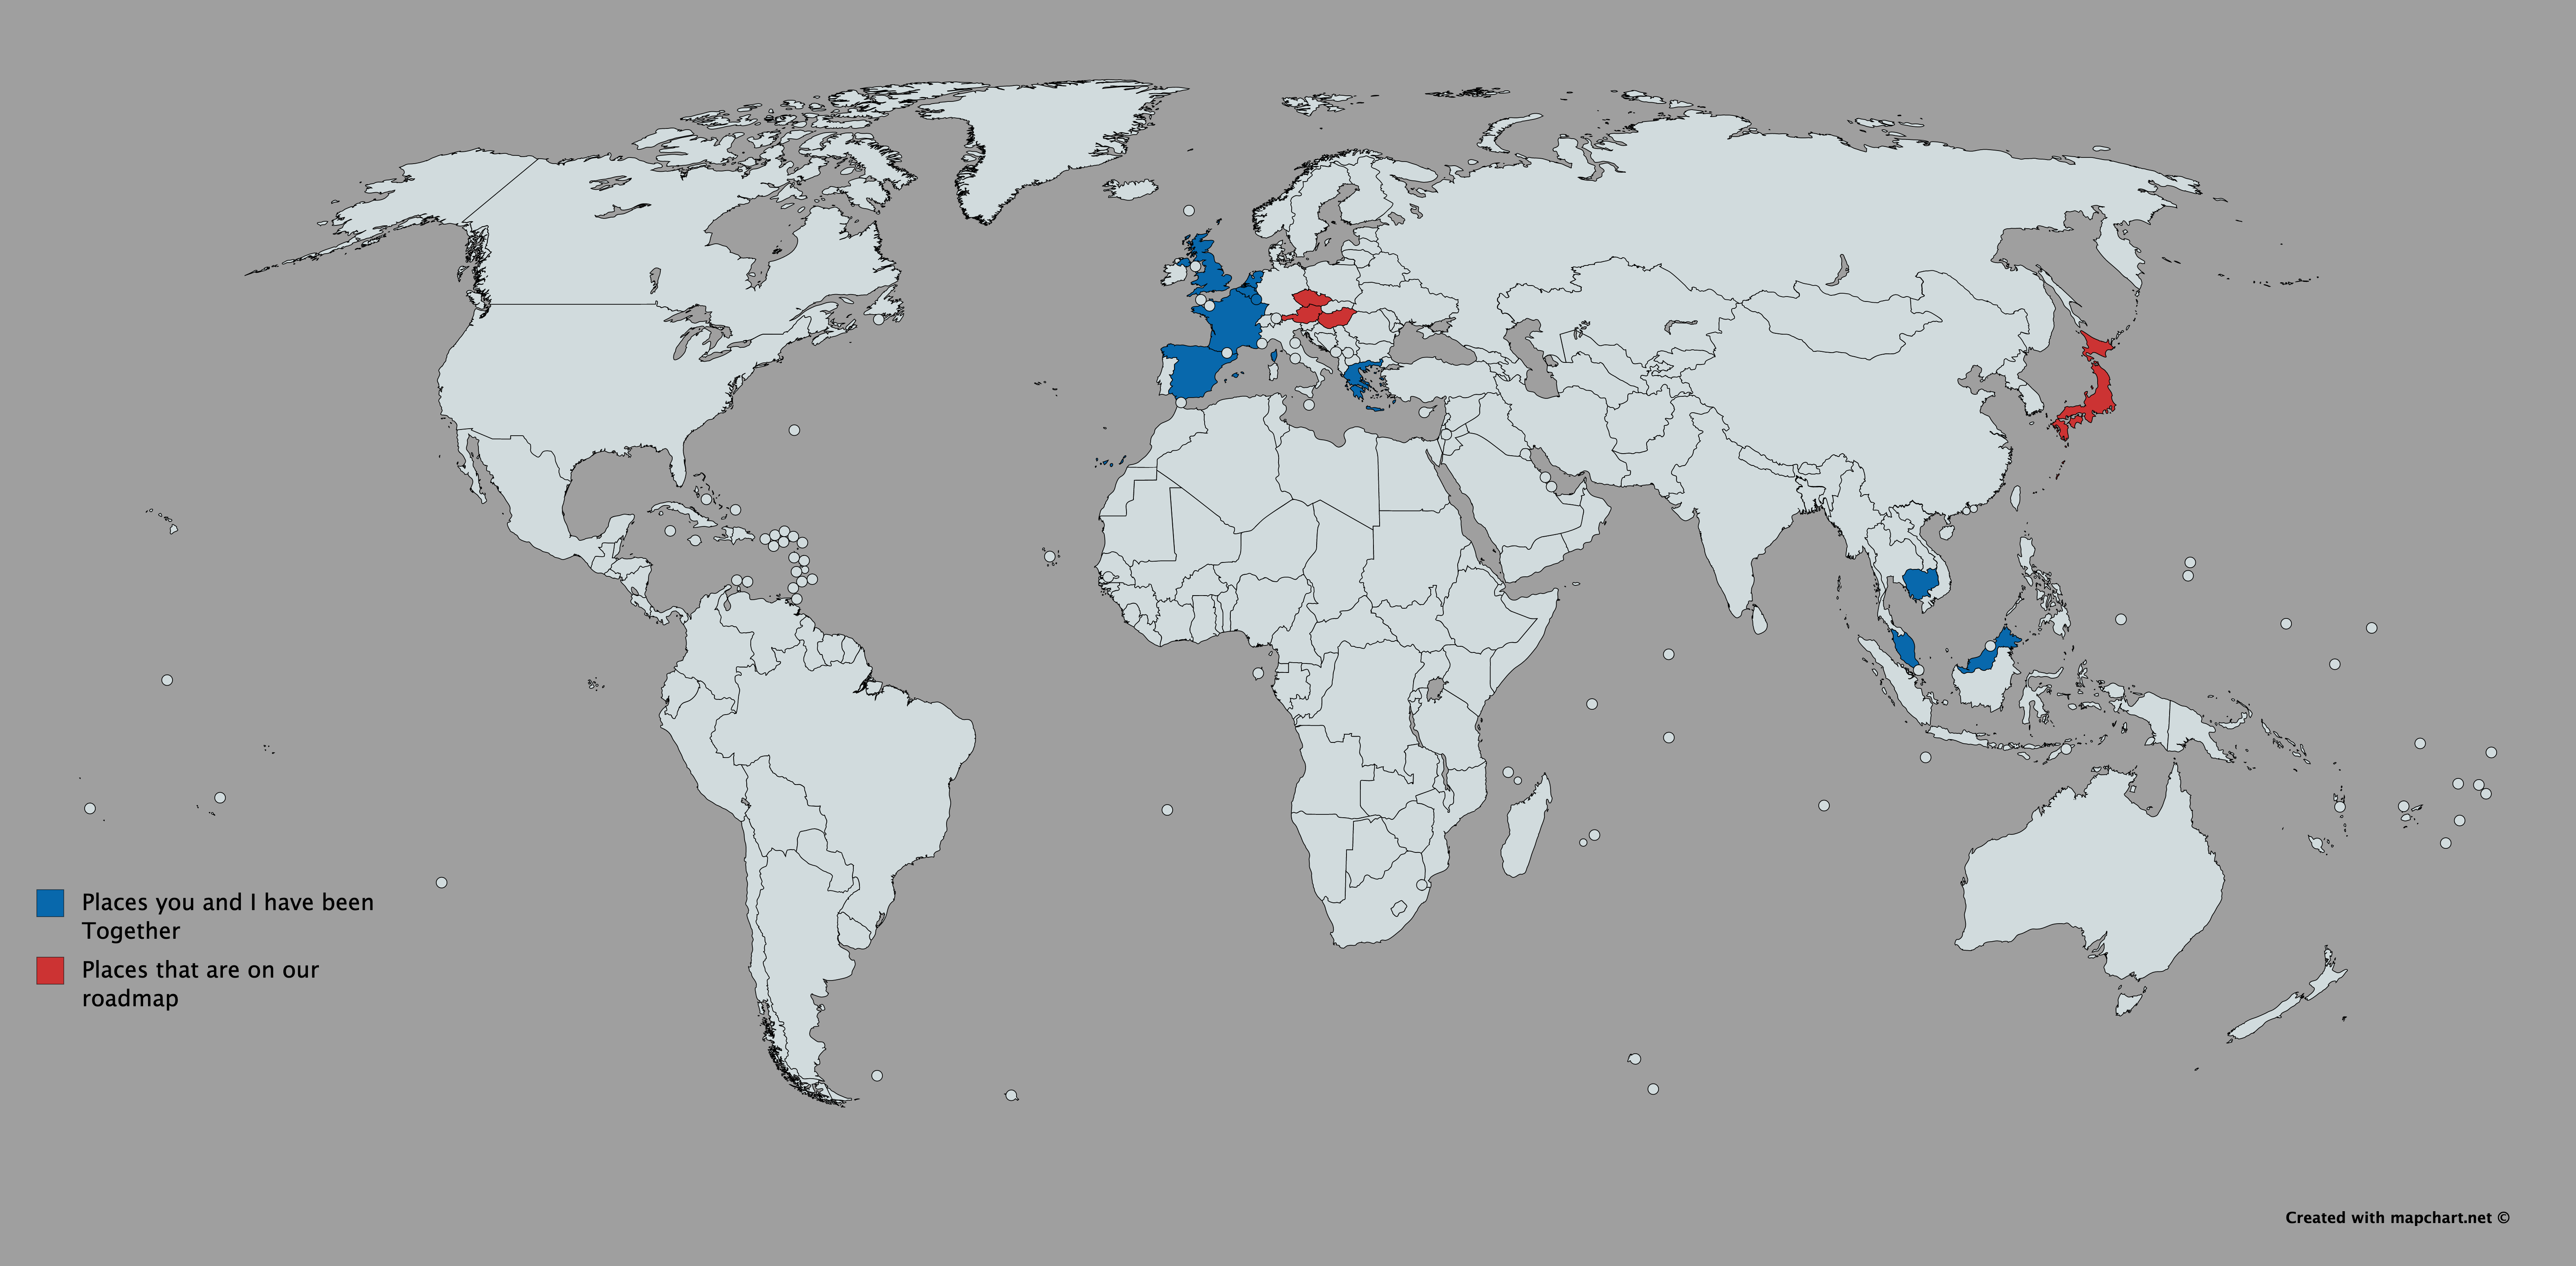 Places you and I have been
Together
Places that are on our
roadmap
Created with mapchart.net ©